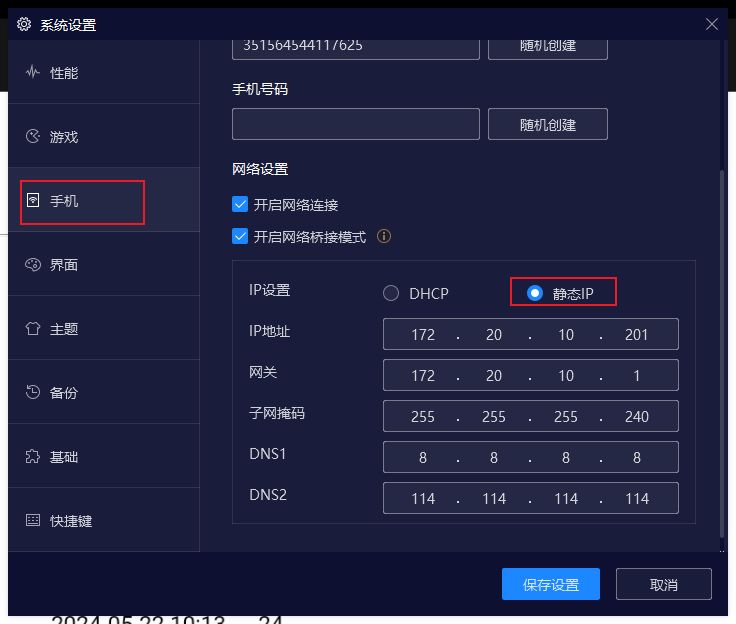 系统设置
性能
游戏
手机
界面
主题
备份
基础
快捷键
351564544117625 随机创建
手机号码
随机创建
网络设置
开启网络连接
开启网络桥接模式
IP设置 DHCP 静态IP
IP地址 172 . 20 . 10 . 201
网关 172 . 20 . 10 . 1
子网掩码 255 . 255 . 255 . 240
DNS1 8 . 8 . 8 . 8
DNS2 114 . 114 . 114 . 114
保存设置 取消
2024 05 22 10:13 24